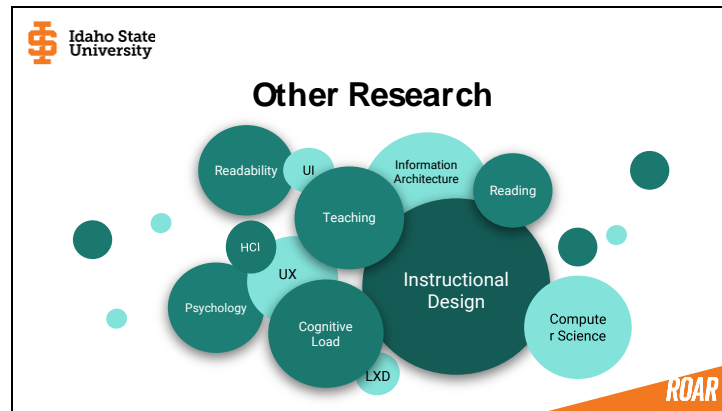 Idaho State
University
Other Research
Readability
UI
Information
Architecture
Reading
Teaching
HCI
UX
Instructional
Design
Psychology
Cognitive
Load
Compute
r Science
LXD
ROAR